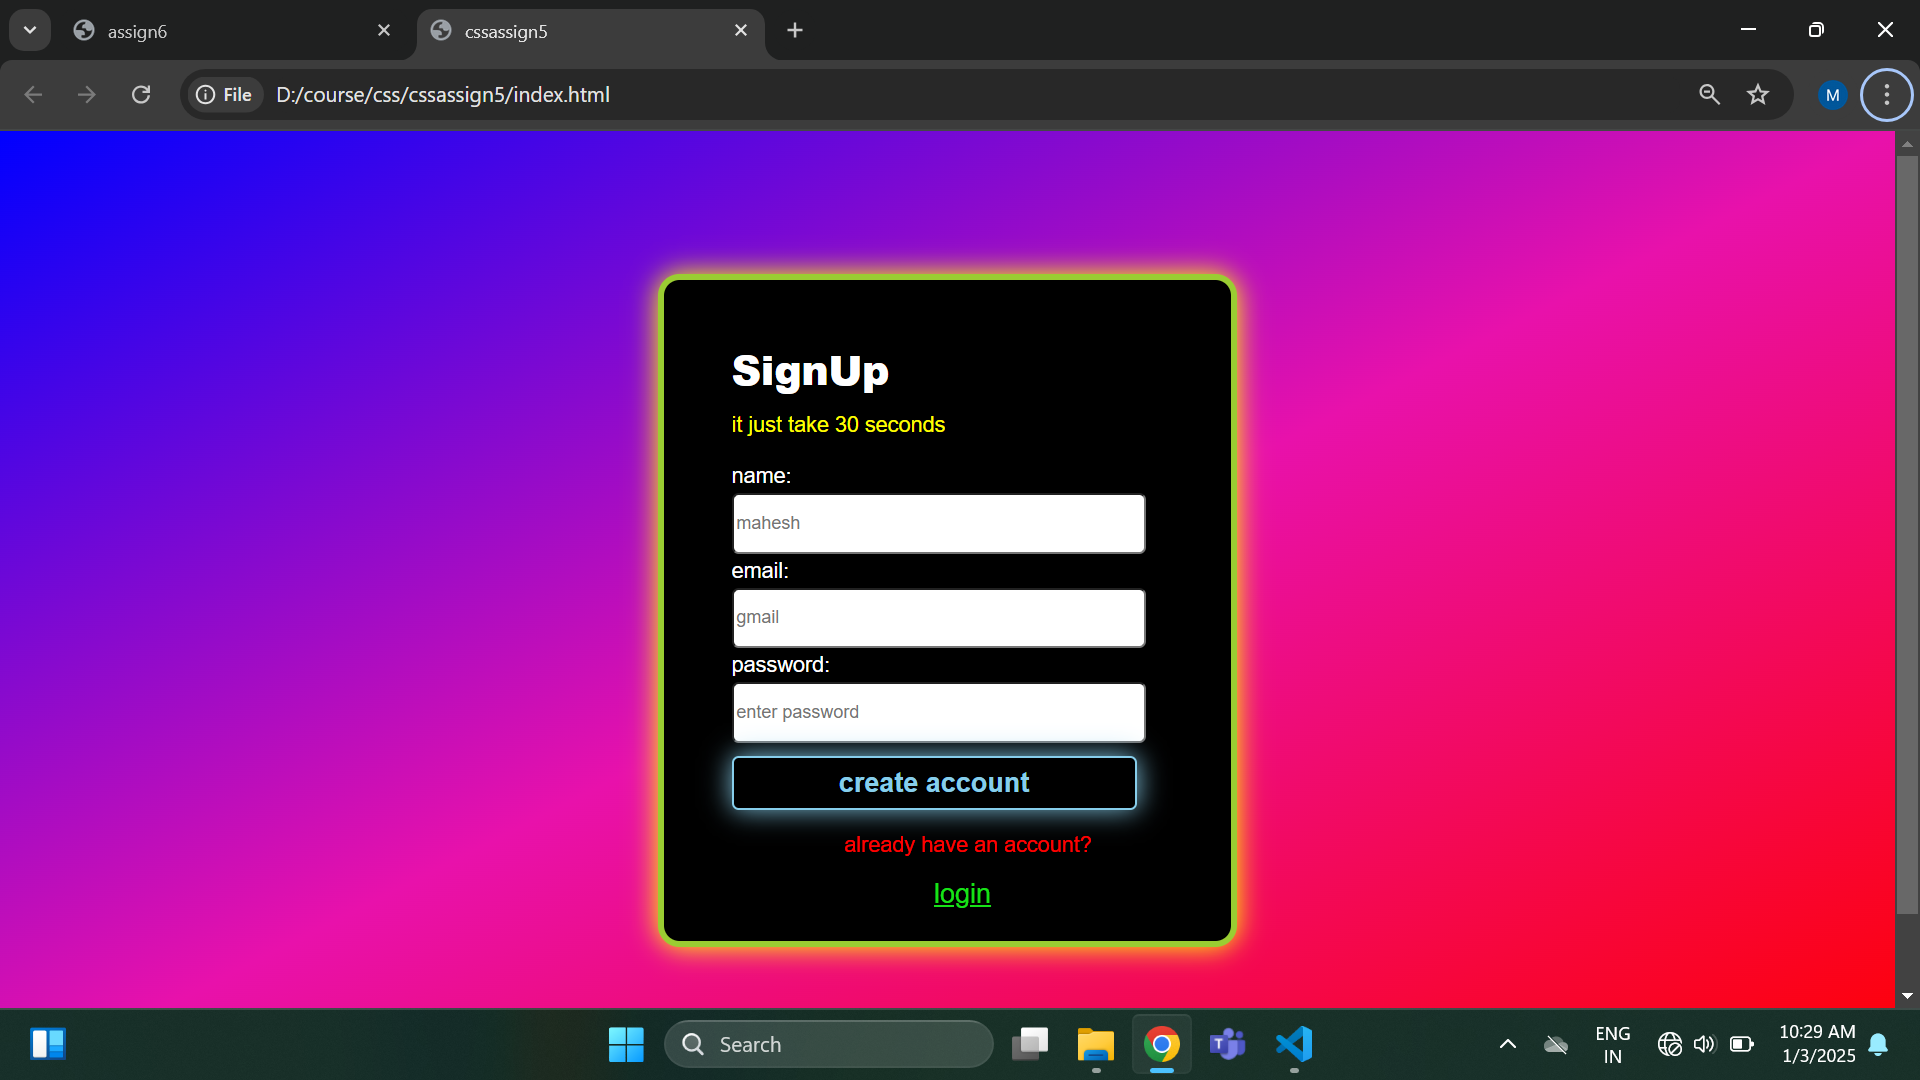 assign6
cssassign5
File
D:/course/css/cssassign5/index.html
M
SignUp
it just take 30 seconds
name:
mahesh
email:
gmail
password:
enter password
create account
already have an account?
login
Search
T
ENG
IN
10:29 AM
1/3/2025